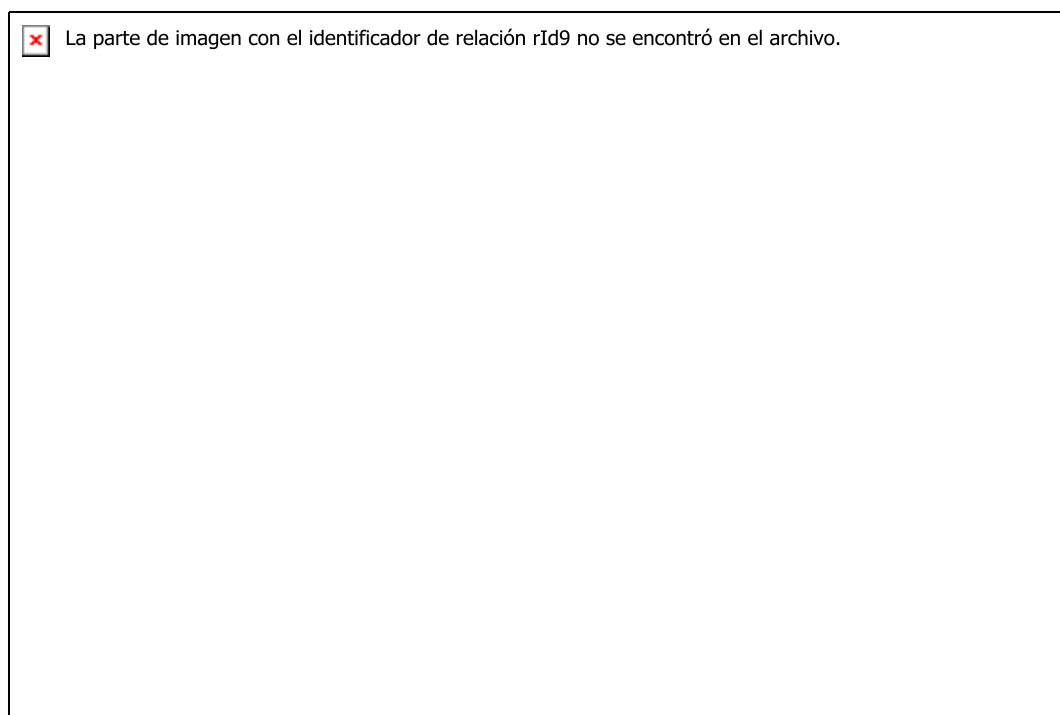 La parte de imagen con el identificador de relación rId9 no se encontró en el archivo.